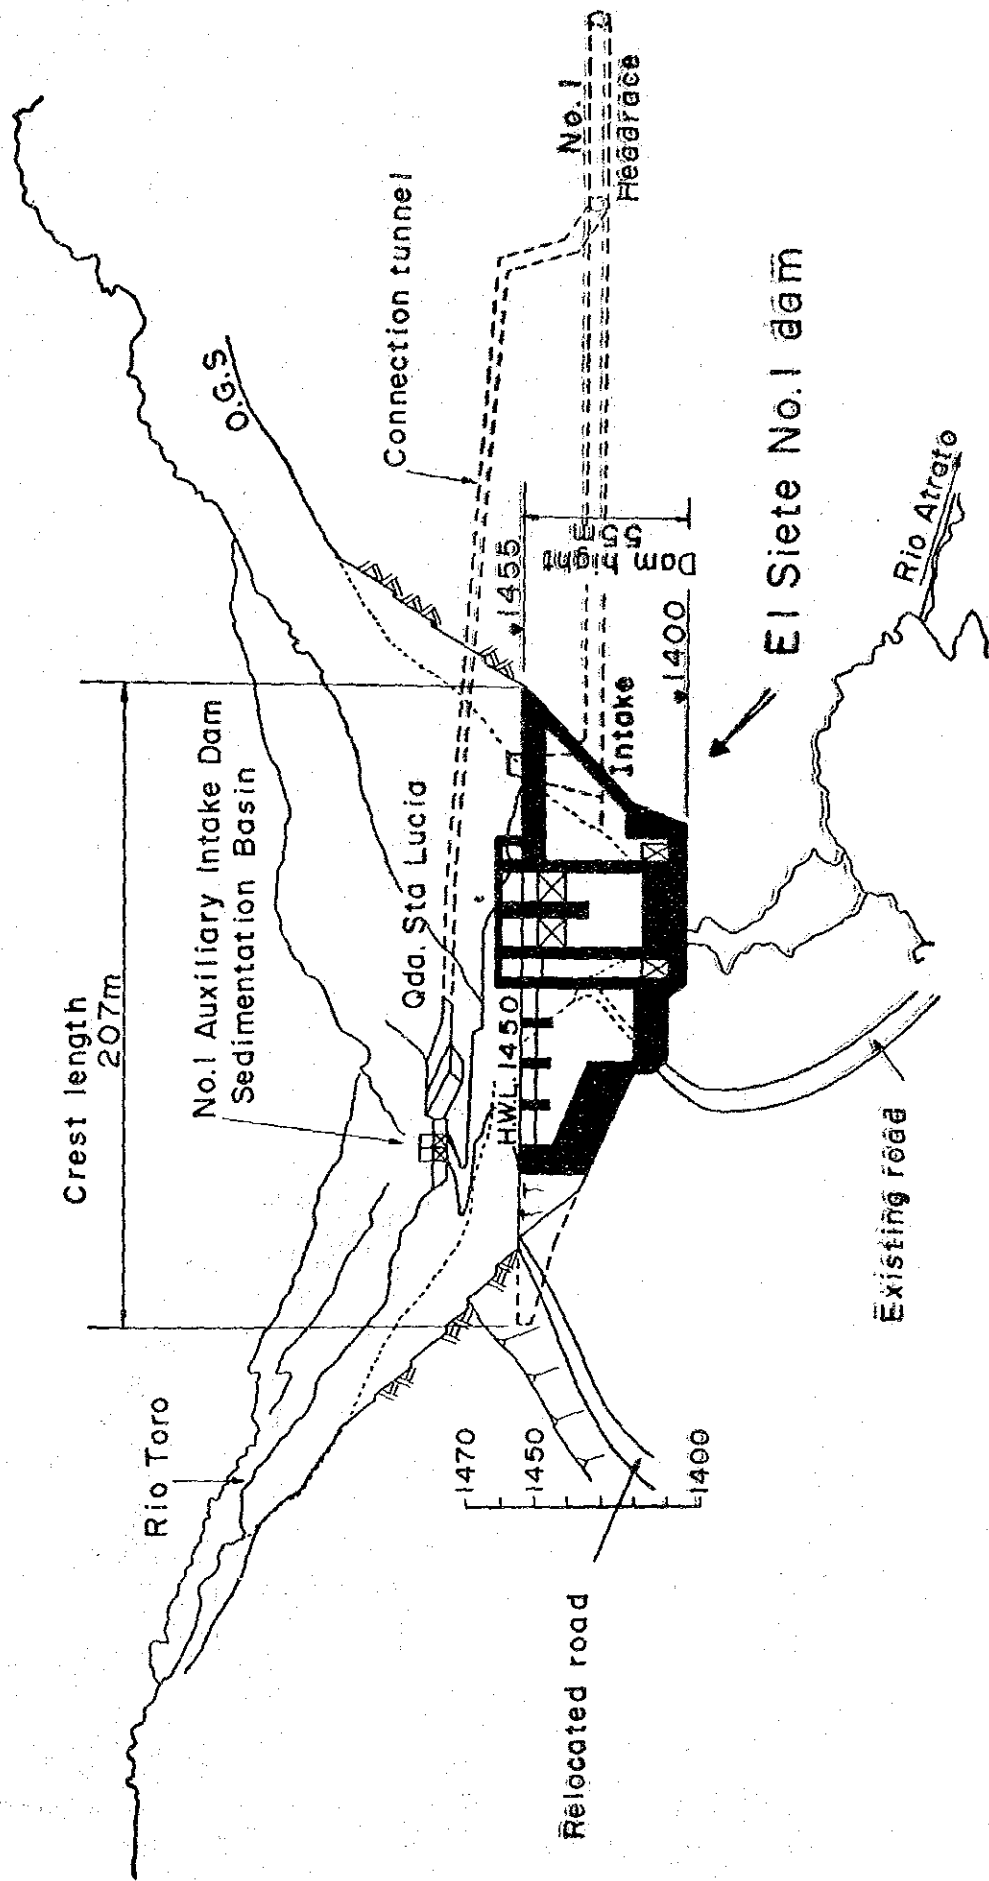 Crest length
207m
Rio Toro
No.1 Auxiliary Intake Dam
Sedimentation Basin
Qda. Sta Lucia
O.G.S
Connection tunnel
No.1
Headrace
1470
1450
1400
H.W.L.1450
1455
Dam hight
55m
Intake
1400
El Siete No.1 dam
Relocated road
Existing road
Rio Atrato